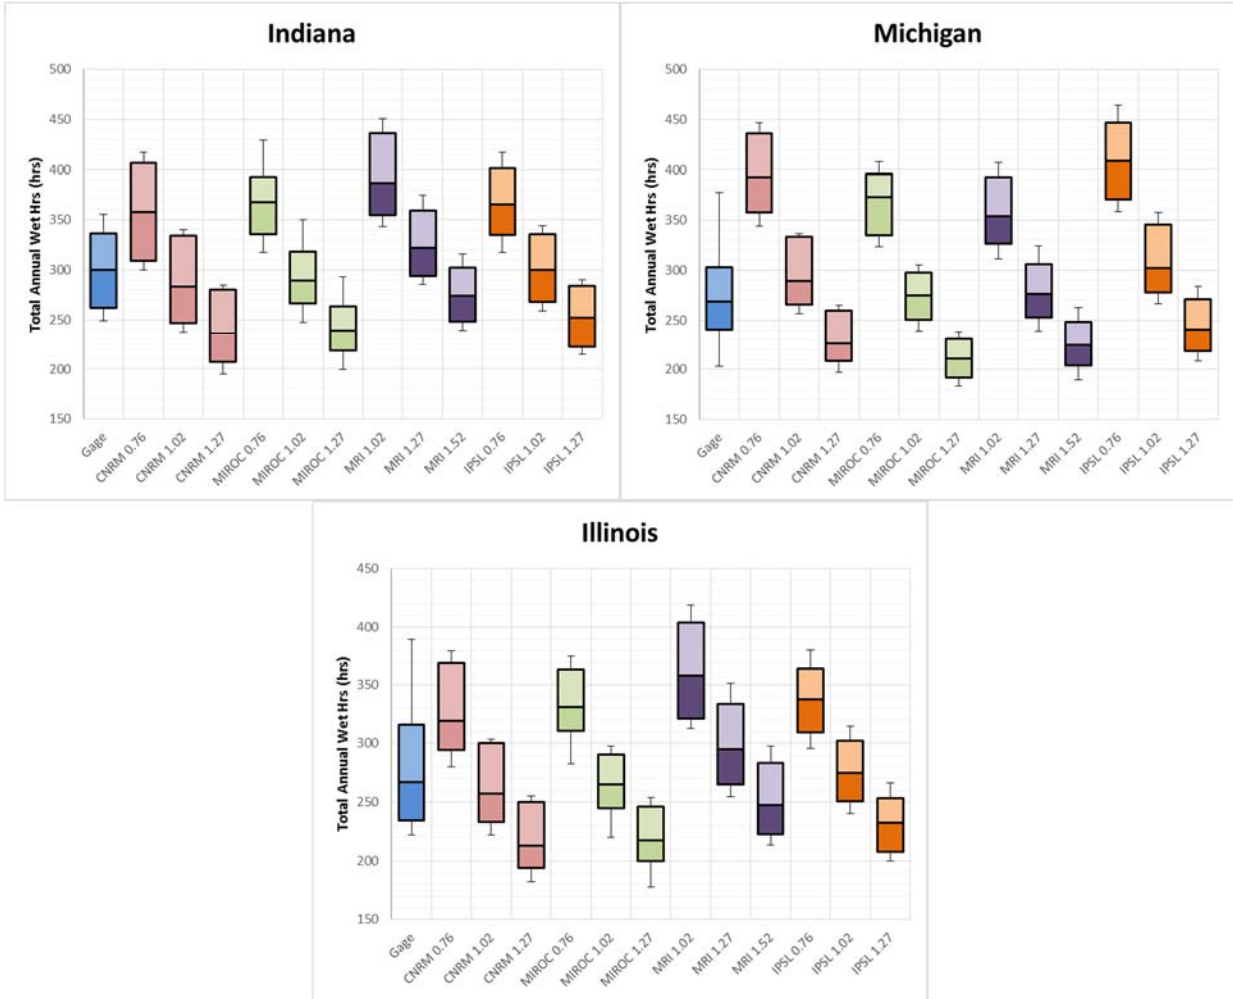 Indiana
Total Annual Wet Hrs (hrs)
500
450
400
350
300
250
200
150
Gage
CNRM 0.76
CNRM 1.02
CNRM 1.27
MIROC 0.76
MIROC 1.02
MIROC 1.27
MRI 1.02
MRI 1.27
MRI 1.52
IPSL 0.76
IPSL 1.02
IPSL 1.27
Michigan
Total Annual Wet Hrs (hrs)
500
450
400
350
300
250
200
150
Gage
CNRM 0.76
CNRM 1.02
CNRM 1.27
MIROC 0.76
MIROC 1.02
MIROC 1.27
MRI 1.02
MRI 1.27
MRI 1.52
IPSL 0.76
IPSL 1.02
IPSL 1.27
Illinois
Total Annual Wet Hrs (hrs)
450
400
350
300
250
200
150
Gage
CNRM 0.76
CNRM 1.02
CNRM 1.27
MIROC 0.76
MIROC 1.02
MIROC 1.27
MRI 1.02
MRI 1.27
MRI 1.52
IPSL 0.76
IPSL 1.02
IPSL 1.27